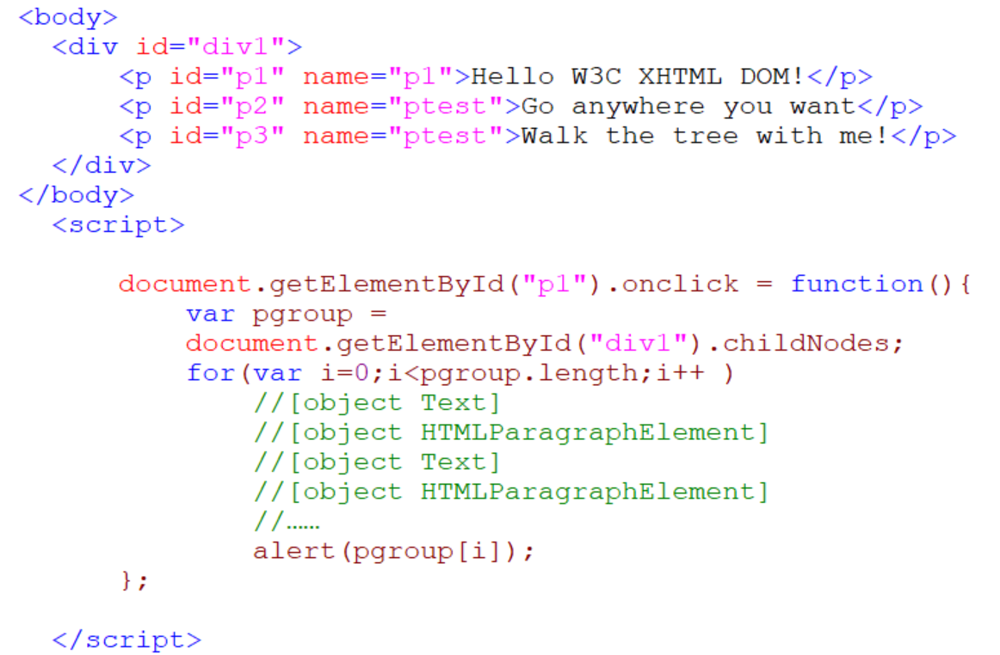 <body>
<div id="div1">
<p id="p1" name="p1">Hello W3C XHTML DOM!</p>
<p id="p2" name="ptest">Go anywhere you want</p>
<p id="p3" name="ptest">Walk the tree with me!</p>
</div>
</body>
<script>
document.getElementById("p1").onclick = function(){
var pgroup =
document.getElementById("div1").childNodes;
for(var i=0;i<pgroup.length;i++ )
//[object Text]
//[object HTMLParagraphElement]
//[object Text]
//[object HTMLParagraphElement]
//……
alert(pgroup[i]);
};
</script>